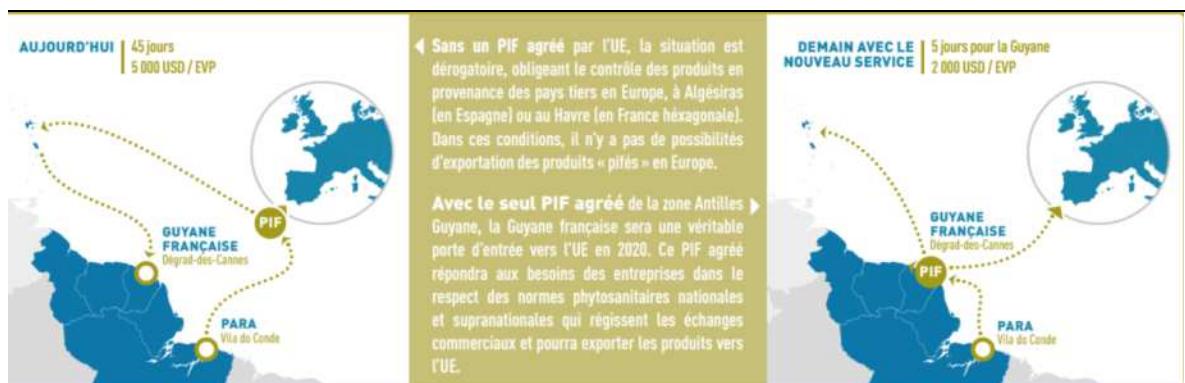 AUJOURD'HUI
45 jours
5 000 USD / EVP
PIF
GUYANE
FRANÇAISE
Dégrad-des-Cannes
PARA
Vila do Conde
Sans un PIF agréé par l'UE, la situation est
dérogatoire, obligeant le contrôle des produits en
provenance des pays tiers en Europe, à Algésiras
(en Espagne) ou au Havre (en France héxagonale).
Dans ces conditions, il n'y a pas de possibilités
d'exportation des produits « pifés » en Europe.
Avec le seul PIF agréé de la zone Antilles
Guyane, la Guyane française sera une véritable
porte d'entrée vers l'UE en 2020. Ce PIF agréé
répondra aux besoins des entreprises dans le
respect des normes phytosanitaires nationales
et supranationales qui régissent les échanges
commerciaux et pourra exporter les produits vers
l'UE.
DEMAIN AVEC LE
NOUVEAU SERVICE
5 jours pour la Guyane
2 000 USD / EVP
GUYANE
FRANÇAISE
Dégrad-des-Cannes
PIF
PARA
Vila do Conde